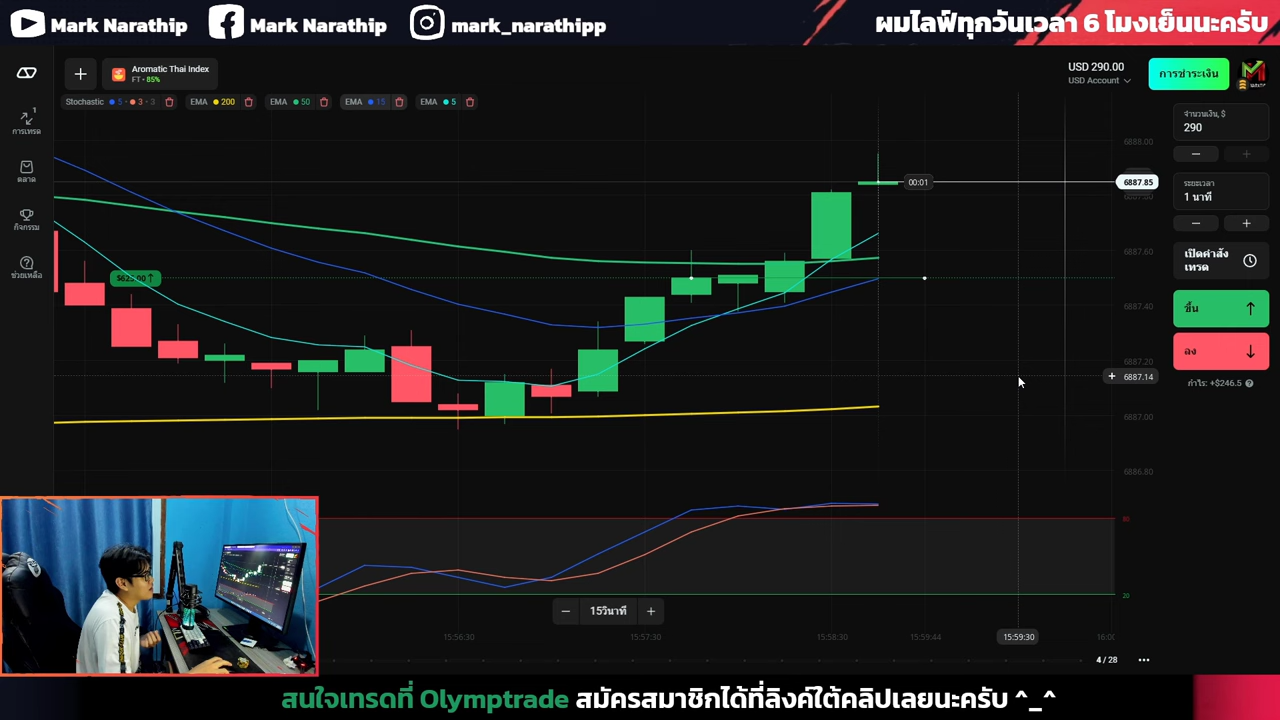 Mark Narathip
Mark Narathip
mark_narathipp
ผมไลฟ์ทุกวันเวลา 6 โมงเย็นนะครับ
Aromatic Thai Index
FT • 85%
USD 290.00
USD Account
การชำระเงิน
Stochastic 5 3 3
EMA 200
EMA 50
EMA 15
EMA 5
1
การเทรด
ตลาด
กิจกรรม
ช่วยเหลือ
จำนวนเงิน, $
290
ระยะเวลา
1 นาที
เปิดคำสั่ง
เทรด
ขึ้น
ลง
กำไร: +$246.5
6888.00
6887.85
00:01
6887.60
6887.40
6887.20
6887.14
6887.00
6886.80
80
20
15วินาที
15:56:30
15:57:30
15:58:30
15:59:44
15:59:30
4 / 28
สนใจเทรดที่ Olymptrade สมัครสมาชิกได้ที่ลิงค์ใต้คลิปเลยนะครับ ^_^